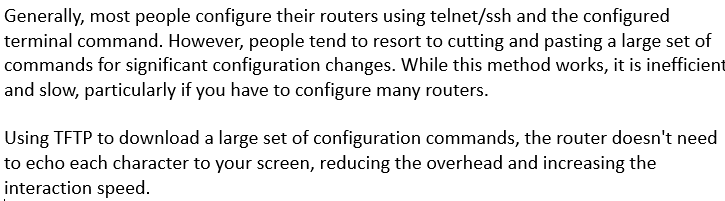 Generally, most people configure their routers using telnet/ssh and the configured
terminal command. However, people tend to resort to cutting and pasting a large set of
commands for significant configuration changes. While this method works, it is inefficient
and slow, particularly if you have to configure many routers.
Using TFTP to download a large set of configuration commands, the router doesn't need
to echo each character to your screen, reducing the overhead and increasing the
interaction speed.